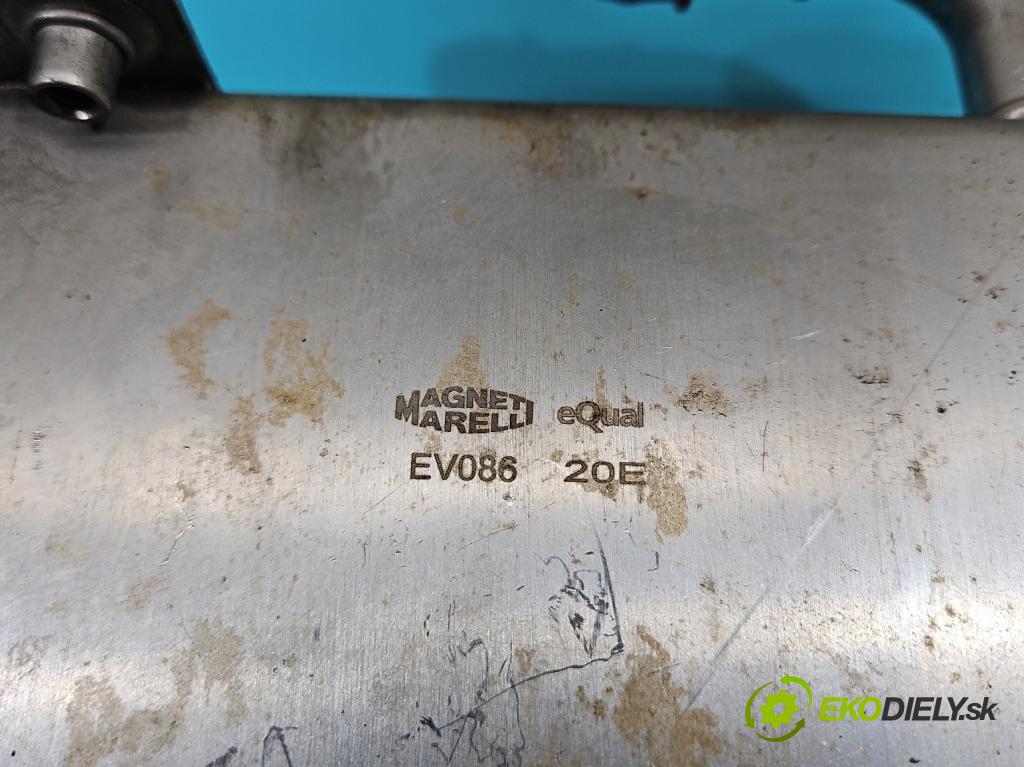 MAGNETI
MARELLI
eQual
EV086 20E
EKODIELY.sk